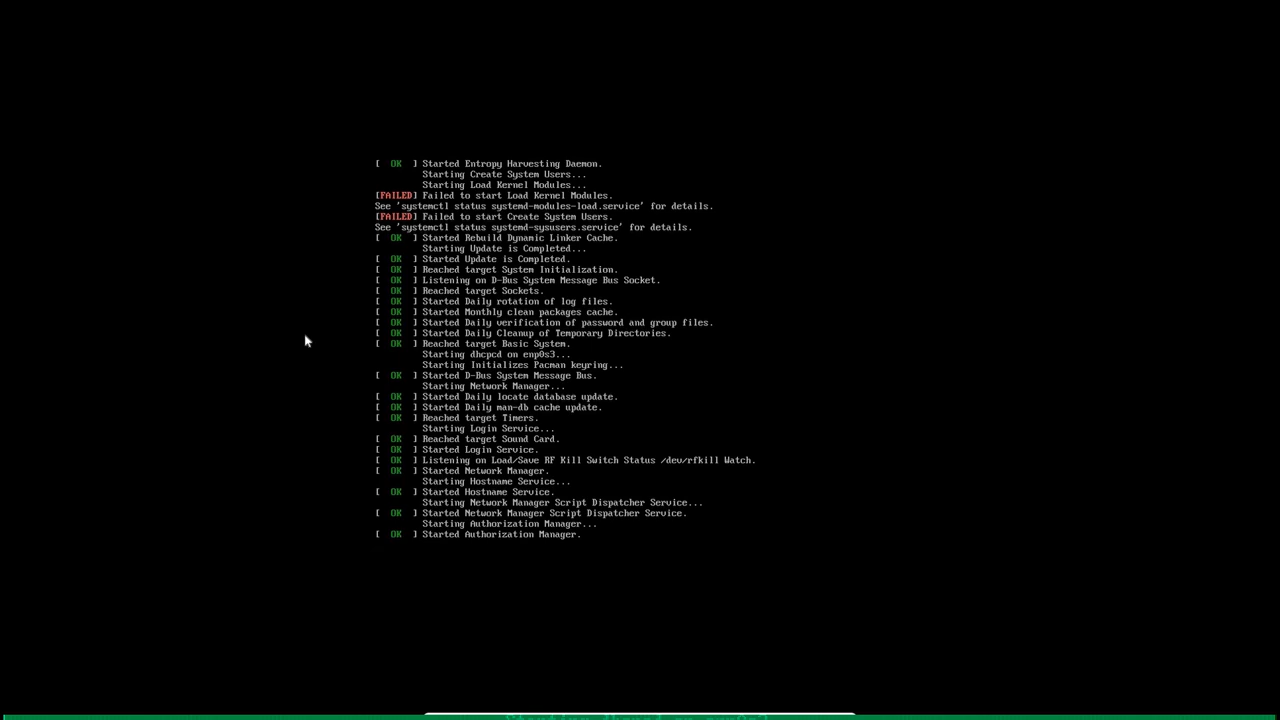 [  OK  ] Started Entropy Harvesting Daemon.
Starting Create System Users...
Starting Load Kernel Modules...
[FAILED] Failed to start Load Kernel Modules.
See 'systemctl status systemd-modules-load.service' for details.
[FAILED] Failed to start Create System Users.
See 'systemctl status systemd-sysusers.service' for details.
[  OK  ] Started Rebuild Dynamic Linker Cache.
Starting Update is Completed...
[  OK  ] Started Update is Completed.
[  OK  ] Reached target System Initialization.
[  OK  ] Listening on D-Bus System Message Bus Socket.
[  OK  ] Reached target Sockets.
[  OK  ] Started Daily rotation of log files.
[  OK  ] Started Monthly clean packages cache.
[  OK  ] Started Daily verification of password and group files.
[  OK  ] Started Daily Cleanup of Temporary Directories.
[  OK  ] Reached target Basic System.
Starting dhcpcd on enp0s3...
Starting Initializes Pacman keyring...
[  OK  ] Started D-Bus System Message Bus.
Starting Network Manager...
[  OK  ] Started Daily locate database update.
[  OK  ] Started Daily man-db cache update.
[  OK  ] Reached target Timers.
Starting Login Service...
[  OK  ] Reached target Sound Card.
[  OK  ] Started Login Service.
[  OK  ] Listening on Load/Save RF Kill Switch Status /dev/rfkill Watch.
[  OK  ] Started Network Manager.
Starting Hostname Service...
[  OK  ] Started Hostname Service.
Starting Network Manager Script Dispatcher Service...
[  OK  ] Started Network Manager Script Dispatcher Service.
Starting Authorization Manager...
[  OK  ] Started Authorization Manager.